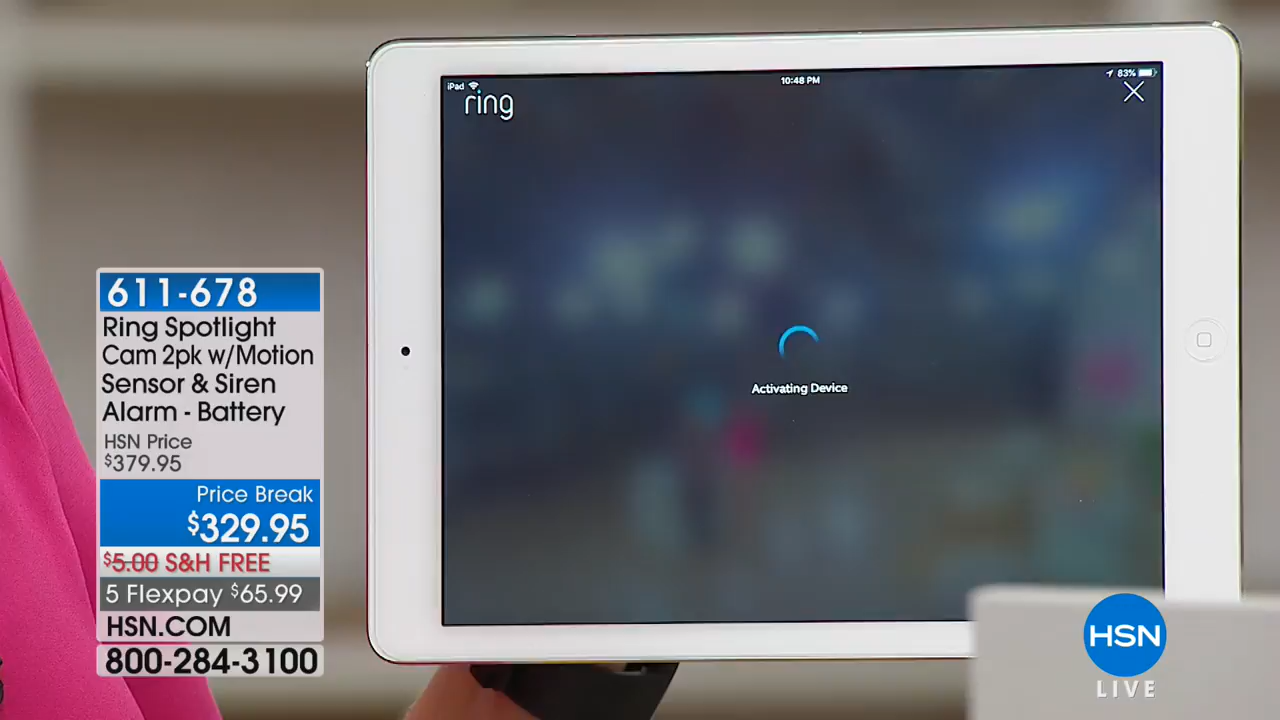 iPad
10:48 PM
83%
ring
Activating Device
611-678
Ring Spotlight
Cam 2pk w/Motion
Sensor & Siren
Alarm - Battery
HSN Price
$379.95
Price Break
$329.95
$5.00 S&H FREE
5 Flexpay $65.99
HSN.COM
800-284-3100
HSN
LIVE